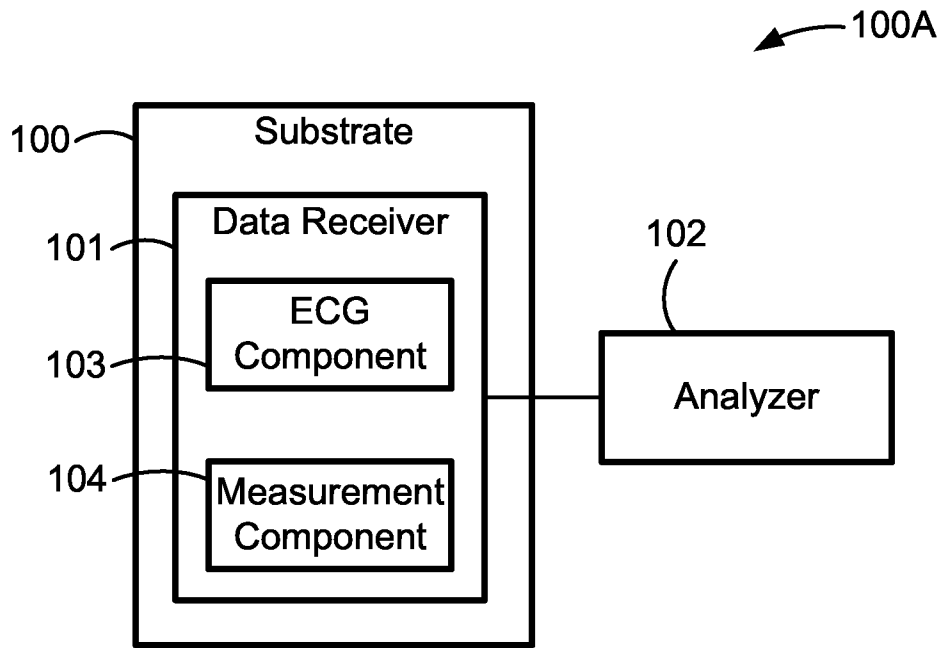 100A
100
Substrate
101
Data Receiver
102
ECG
Component
103
Analyzer
104
Measurement
Component